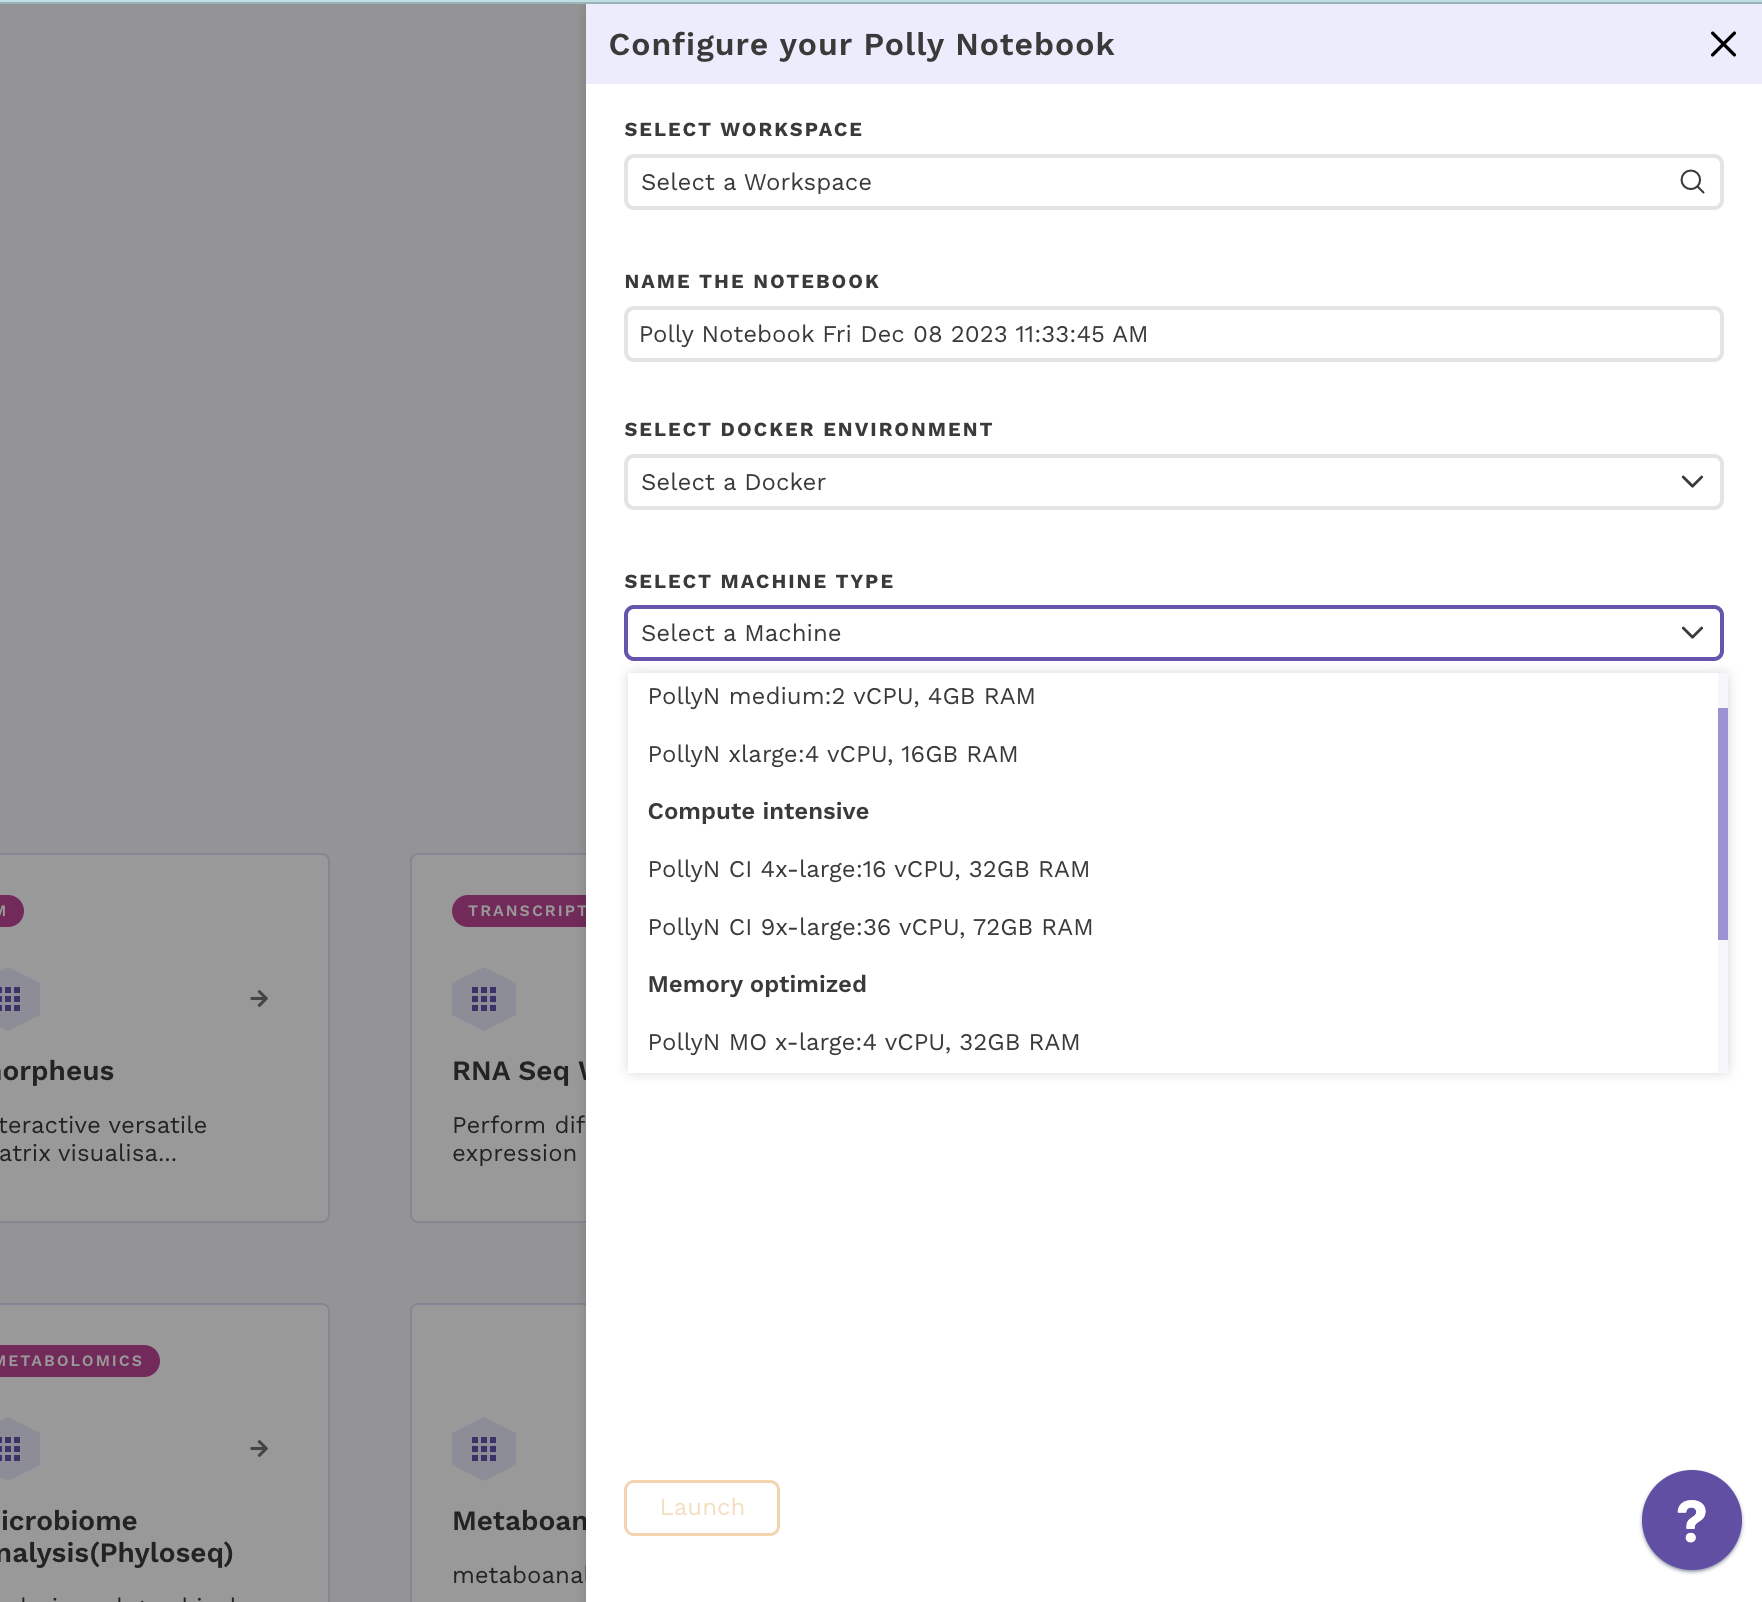 Configure your Polly Notebook
SELECT WORKSPACE
Select a Workspace
NAME THE NOTEBOOK
Polly Notebook Fri Dec 08 2023 11:33:45 AM
SELECT DOCKER ENVIRONMENT
Select a Docker
SELECT MACHINE TYPE
Select a Machine
PollyN medium:2 vCPU, 4GB RAM
PollyN xlarge:4 vCPU, 16GB RAM
Compute intensive
PollyN CI 4x-large:16 vCPU, 32GB RAM
PollyN CI 9x-large:36 vCPU, 72GB RAM
Memory optimized
PollyN MO x-large:4 vCPU, 32GB RAM
Launch
?
M
orpheus
teractive versatile
atrix visualisa...
TRANSCRIPT
RNA Seq
Perform dif
expression
METABOLOMICS
icrobiome
nalysis(Phyloseq)
Metaboan
metaboana